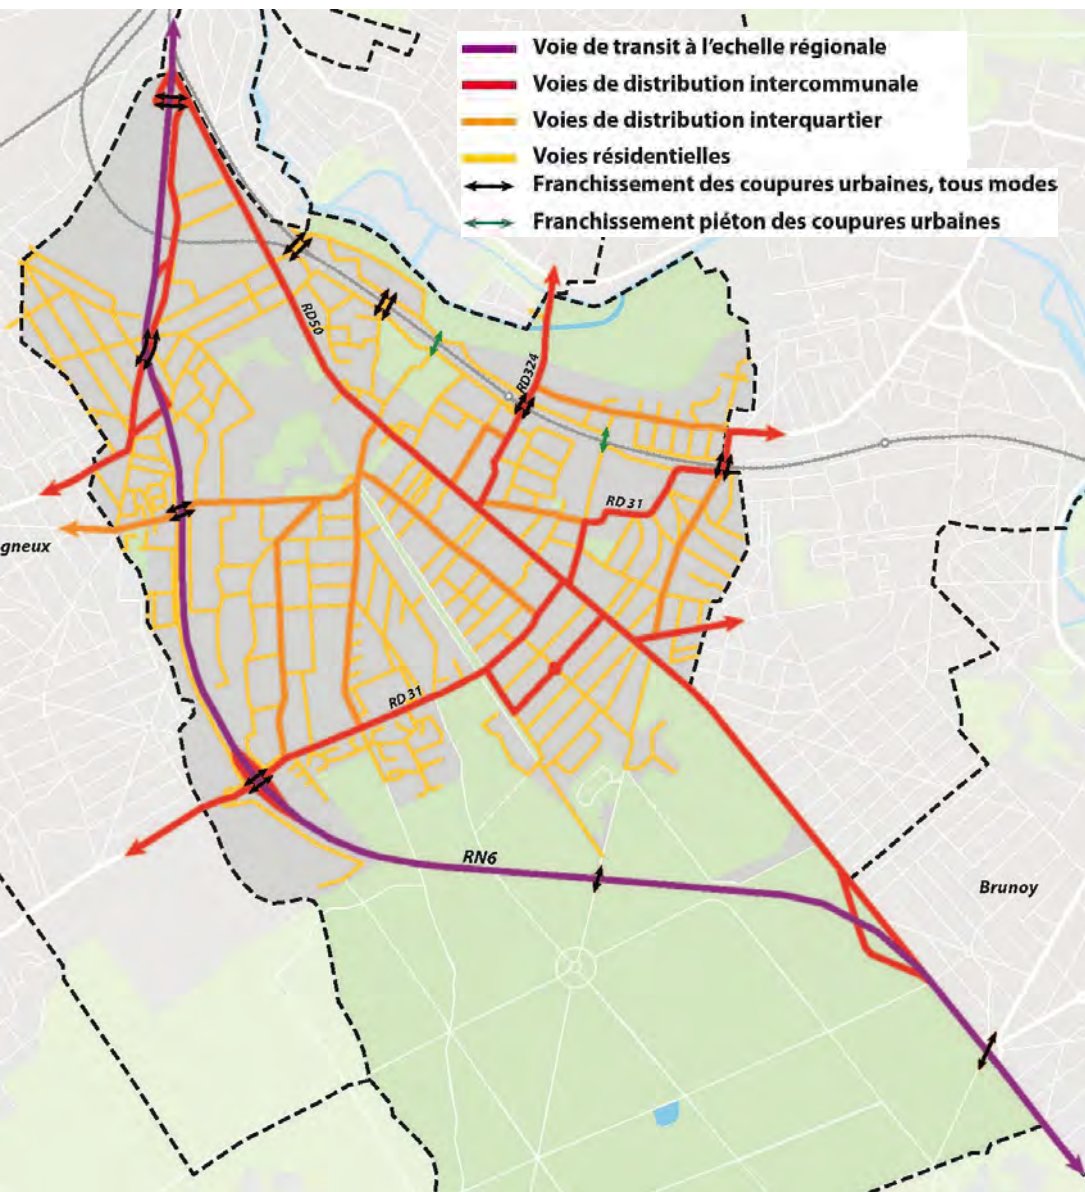 Voie de transit à l'echelle régionale
Voies de distribution intercommunale
Voies de distribution interquartier
Voies résidentielles
Franchissement des coupures urbaines, tous modes
Franchissement piéton des coupures urbaines
RD50
RD324
RD 31
gneux
RD 31
RN6
Brunoy